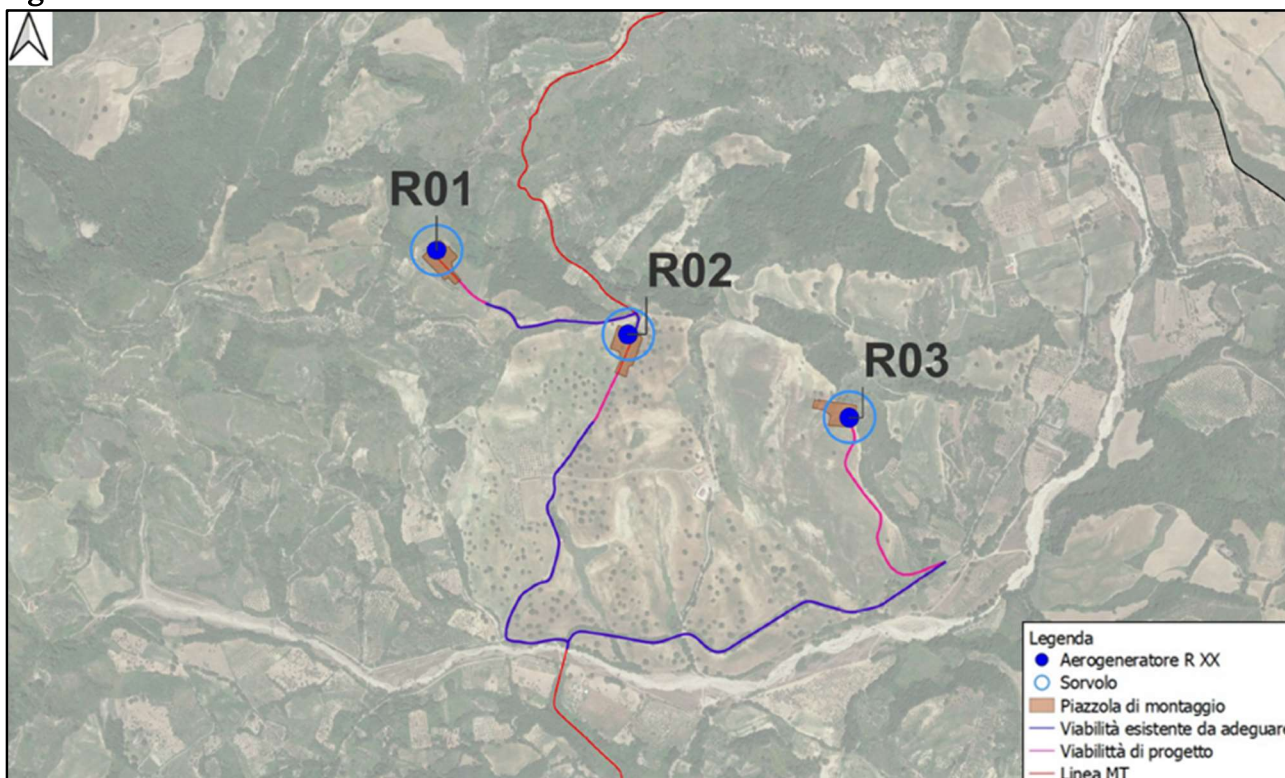 R01
R02
R03
Legenda
Aerogeneratore R XX
Sorvolo
Piazzola di montaggio
Viabilità esistente da adeguare
Viabilittà di progetto
Linea MT